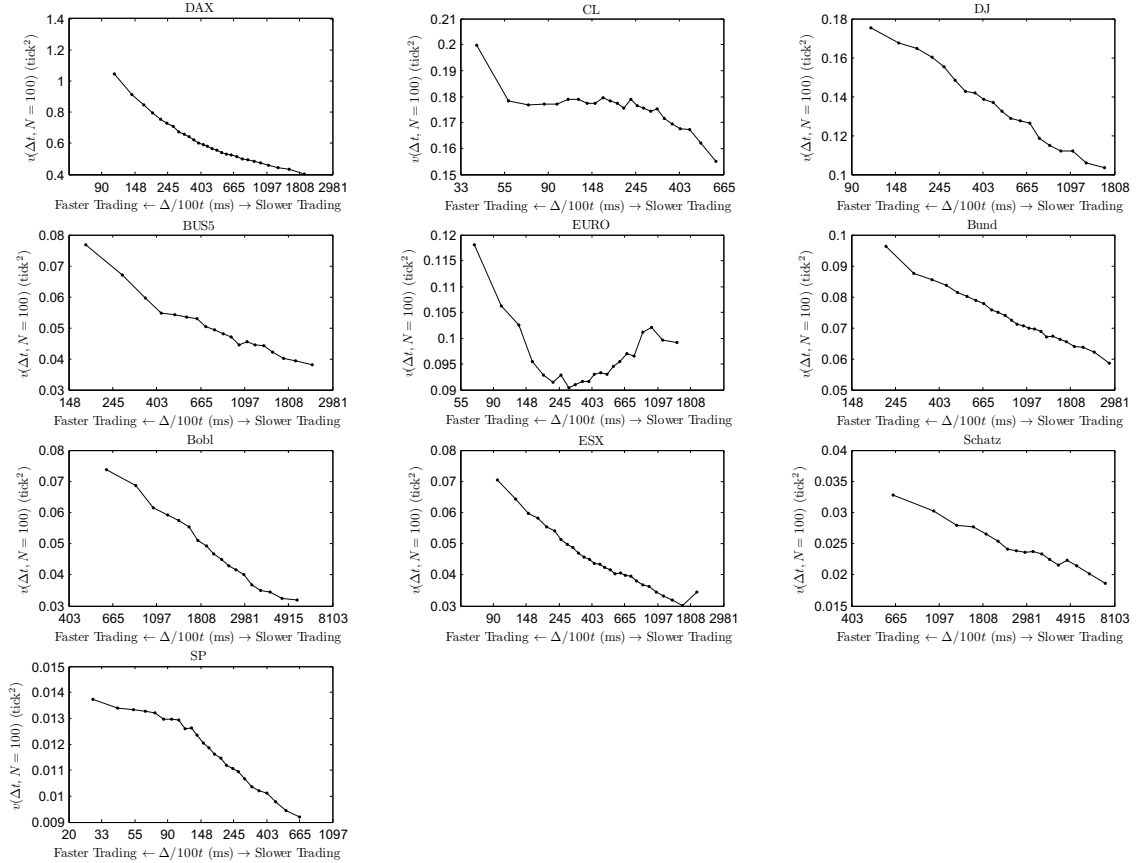 DAX
1.4
1.2
1
0.8
0.6
0.4
v(Δt, N = 100) (tick²)
90 148 245 403 665 1097 1808 2981
Faster Trading ← Δ/100t (ms) → Slower Trading
CL
0.21
0.2
0.19
0.18
0.17
0.16
0.15
v(Δt, N = 100) (tick²)
33 55 90 148 245 403 665
Faster Trading ← Δ/100t (ms) → Slower Trading
DJ
0.18
0.16
0.14
0.12
0.1
v(Δt, N = 100) (tick²)
90 148 245 403 665 1097 1808
Faster Trading ← Δ/100t (ms) → Slower Trading
BUS5
0.08
0.07
0.06
0.05
0.04
0.03
v(Δt, N = 100) (tick²)
148 245 403 665 1097 1808 2981
Faster Trading ← Δ/100t (ms) → Slower Trading
EURO
0.12
0.115
0.11
0.105
0.1
0.095
0.09
v(Δt, N = 100) (tick²)
55 90 148 245 403 665 1097 1808
Faster Trading ← Δ/100t (ms) → Slower Trading
Bund
0.1
0.09
0.08
0.07
0.06
0.05
v(Δt, N = 100) (tick²)
245 403 665 1097 1808 2981
Faster Trading ← Δ/100t (ms) → Slower Trading
Bobl
0.08
0.07
0.06
0.05
0.04
0.03
v(Δt, N = 100) (tick²)
403 665 1097 1808 2981 4915 8103
Faster Trading ← Δ/100t (ms) → Slower Trading
ESX
0.08
0.07
0.06
0.05
0.04
0.03
v(Δt, N = 100) (tick²)
90 148 245 403 665 1097 1808 2981
Faster Trading ← Δ/100t (ms) → Slower Trading
Schatz
0.04
0.035
0.03
0.025
0.02
0.015
v(Δt, N = 100) (tick²)
403 665 1097 1808 2981 4915 8103
Faster Trading ← Δ/100t (ms) → Slower Trading
SP
0.015
0.014
0.013
0.012
0.011
0.01
0.009
v(Δt, N = 100) (tick²)
20 33 55 90 148 245 403 665 1097
Faster Trading ← Δ/100t (ms) → Slower Trading